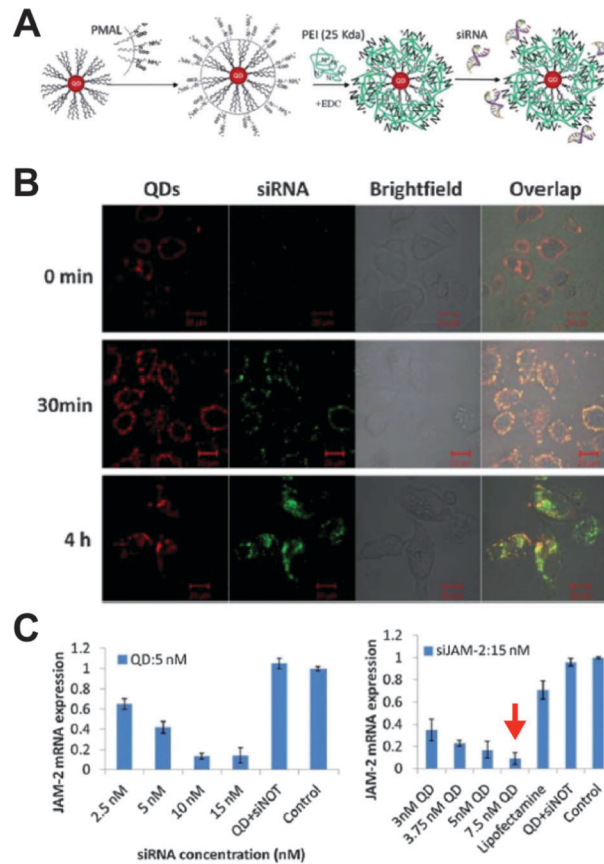 A
PMAL
PEI (25 Kda)
siRNA
QD
QD
+EDC
QD
QD
B
QDs siRNA Brightfield Overlap
0 min
30min
4 h
C
1.2
1
0.8
0.6
0.4
0.2
0
JAM-2 mRNA expression
QD:5 nM
2.5 nM
5 nM
10 nM
15 nM
QD+siNOT
Control
siRNA concentration (nM)
1
0.8
0.6
0.4
0.2
0
JAM-2 mRNA expression
siJAM-2:15 nM
3nM QD
3.75 nM QD
5nM QD
7.5 nM QD
Lipofectamine
QD+siNOT
Control